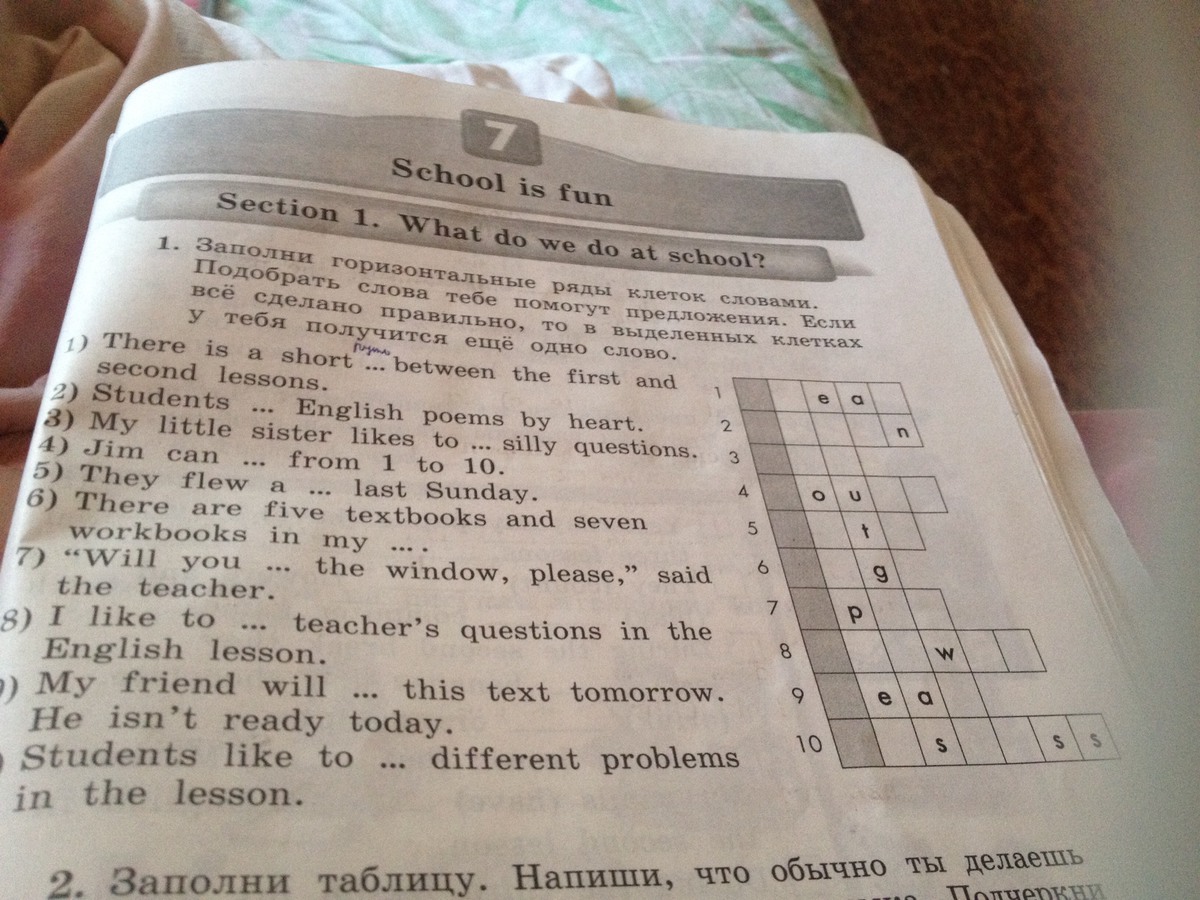 7
School is fun
Section 1. What do we do at school?
1. Заполни горизонтальные ряды клеток словами.
Подобрать слова тебе помогут предложения. Если
всё сделано правильно, то в выделенных клетках
у тебя получится ещё одно слово.
1) There is a short ... between the first and
second lessons.
2) Students ... English poems by heart.
3) My little sister likes to ... silly questions.
4) Jim can ... from 1 to 10.
5) They flew a ... last Sunday.
6) There are five textbooks and seven
workbooks in my ... .
7) “Will you ... the window, please,” said
the teacher.
8) I like to ... teacher’s questions in the
English lesson.
) My friend will ... this text tomorrow.
He isn’t ready today.
) Students like to ... different problems
in the lesson.
1 e a
2 n
3
4 o u
5 t
6 g
7 p
8 w
9 e a
10 s s s
2. Заполни таблицу. Напиши, что обычно ты делаешь
Подчеркни